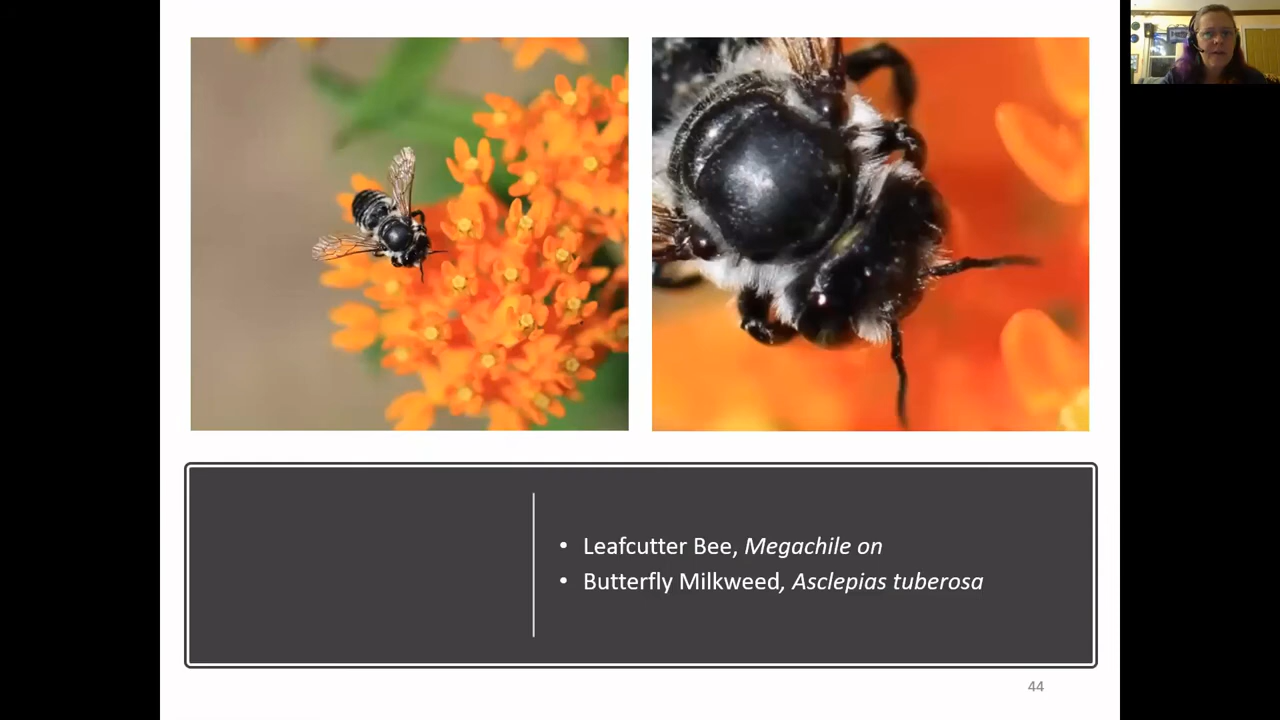 • Leafcutter Bee, Megachile on
• Butterfly Milkweed, Asclepias tuberosa
44